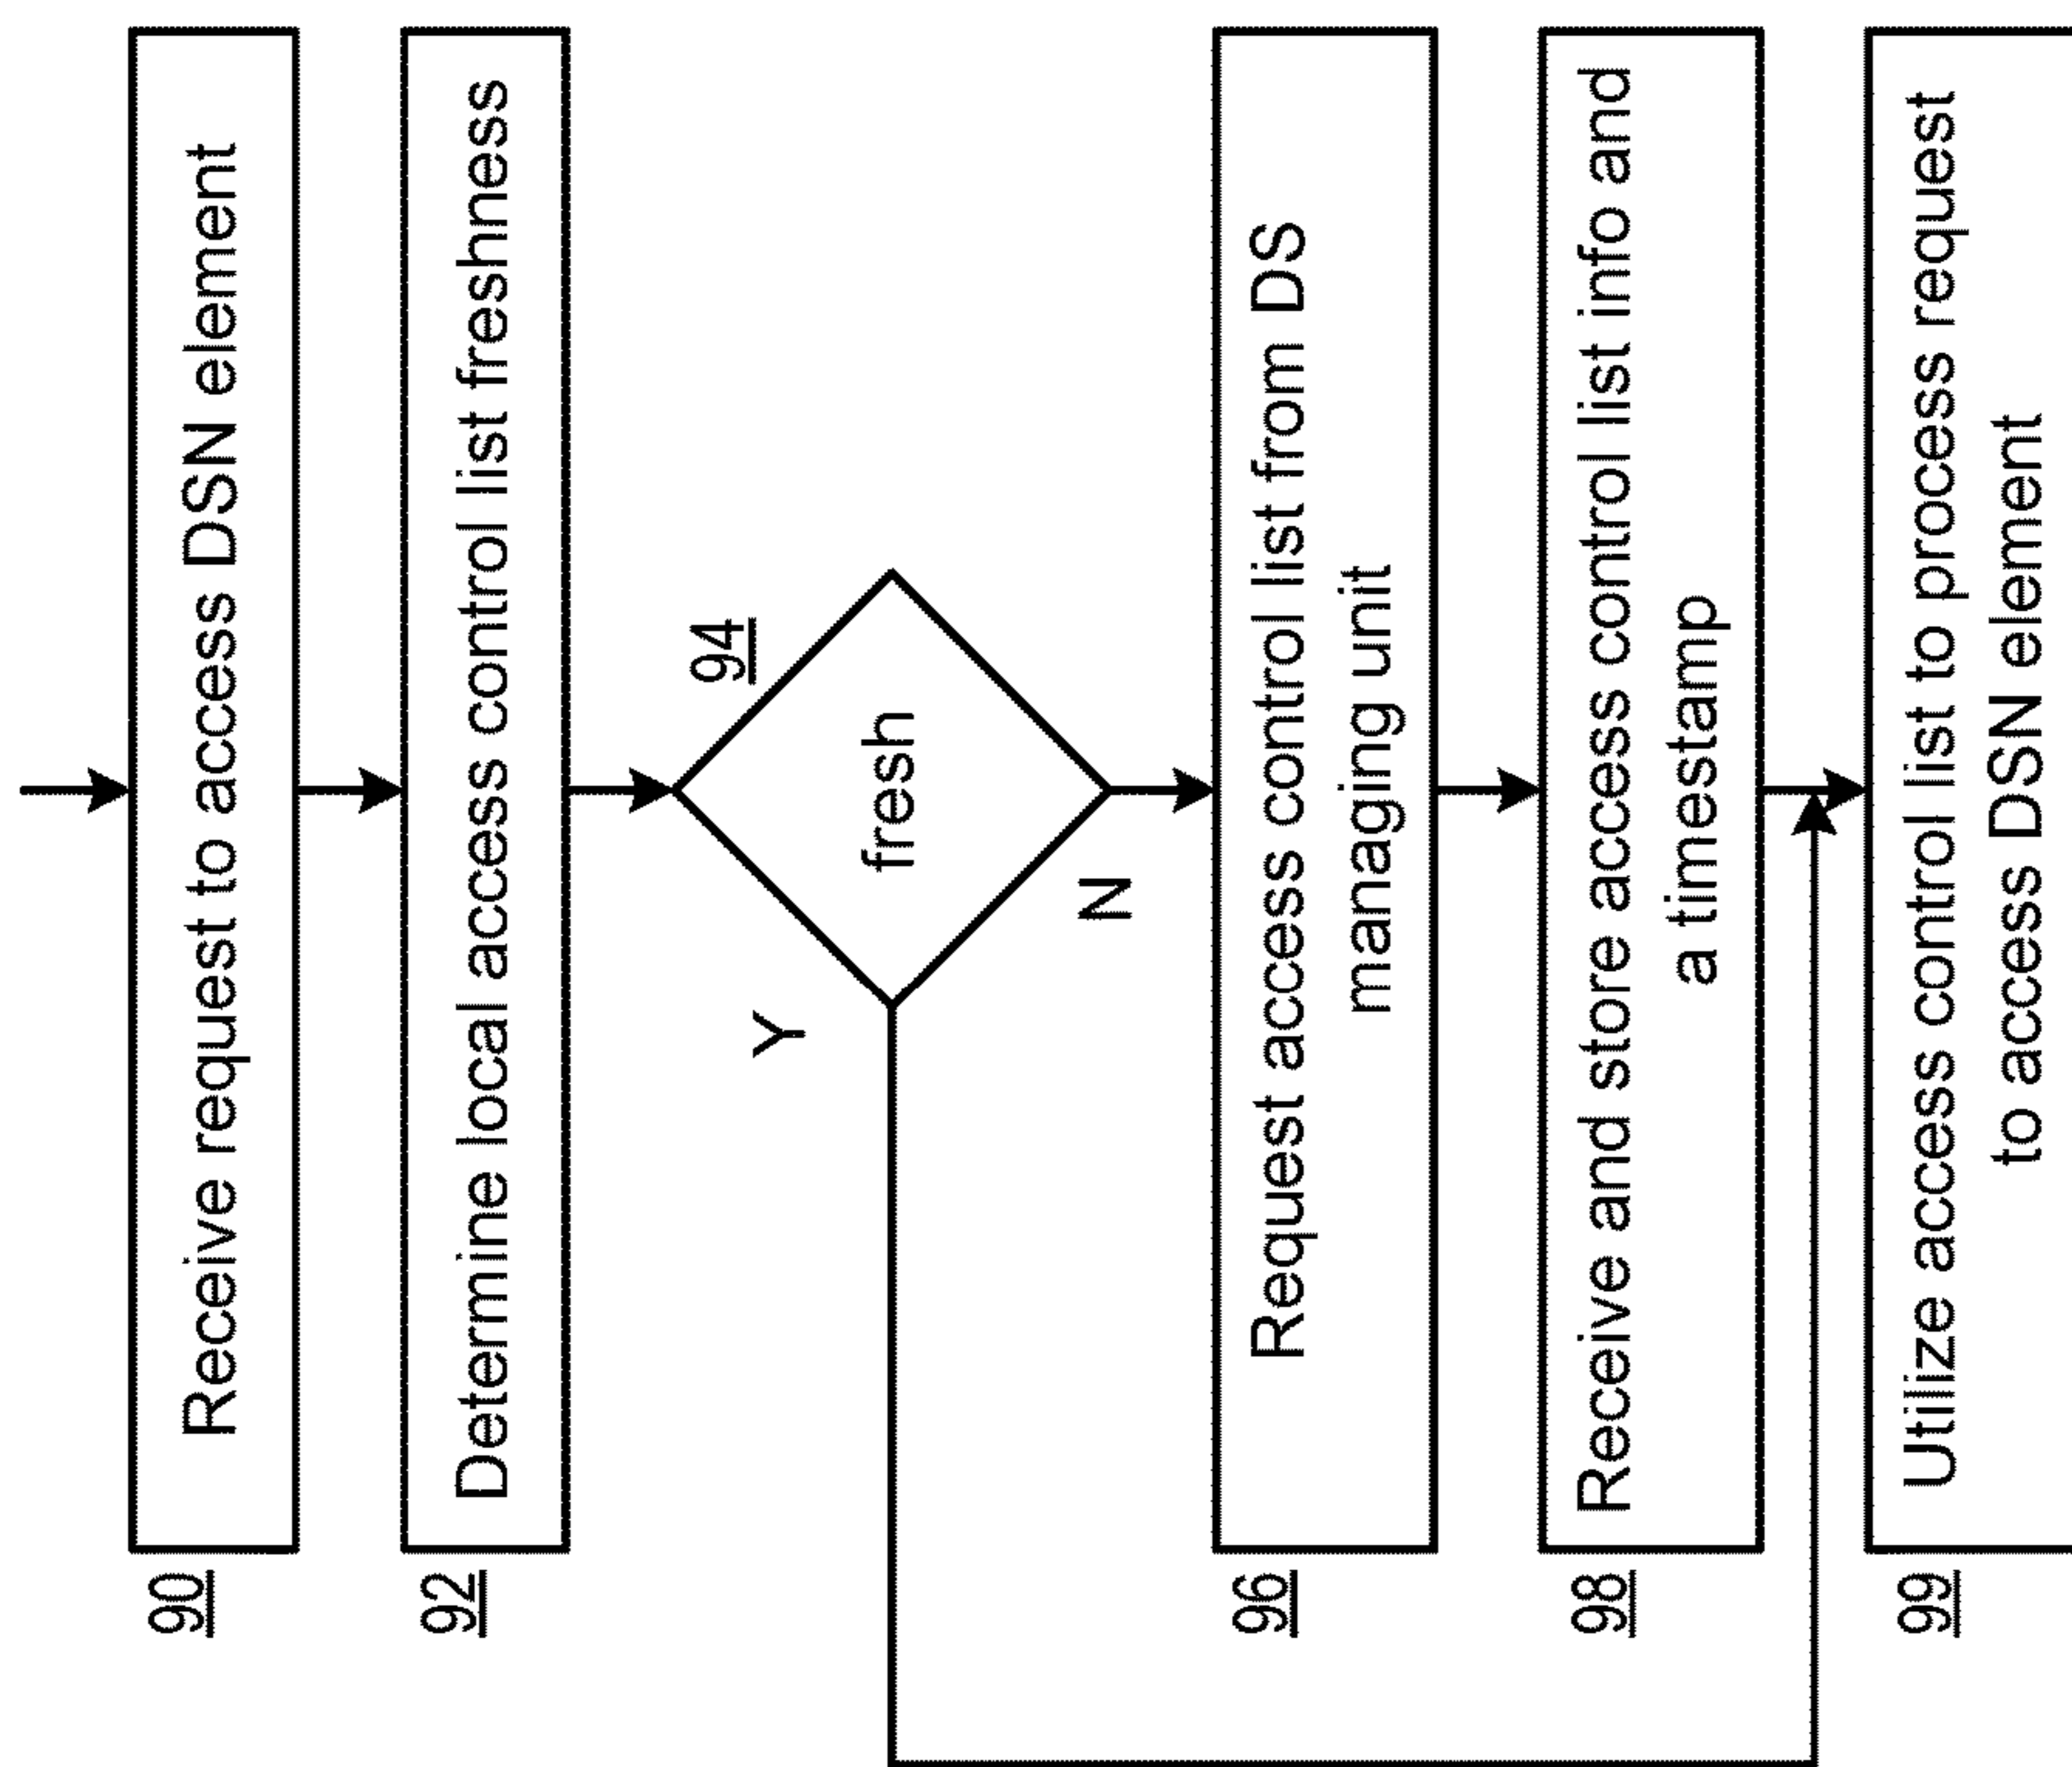 90
Receive request to access DSN element
92
Determine local access control list freshness
94
fresh
Y
N
96
Request access control list from DS
managing unit
98
Receive and store access control list info and
a timestamp
99
Utilize access control list to process request
to access DSN element